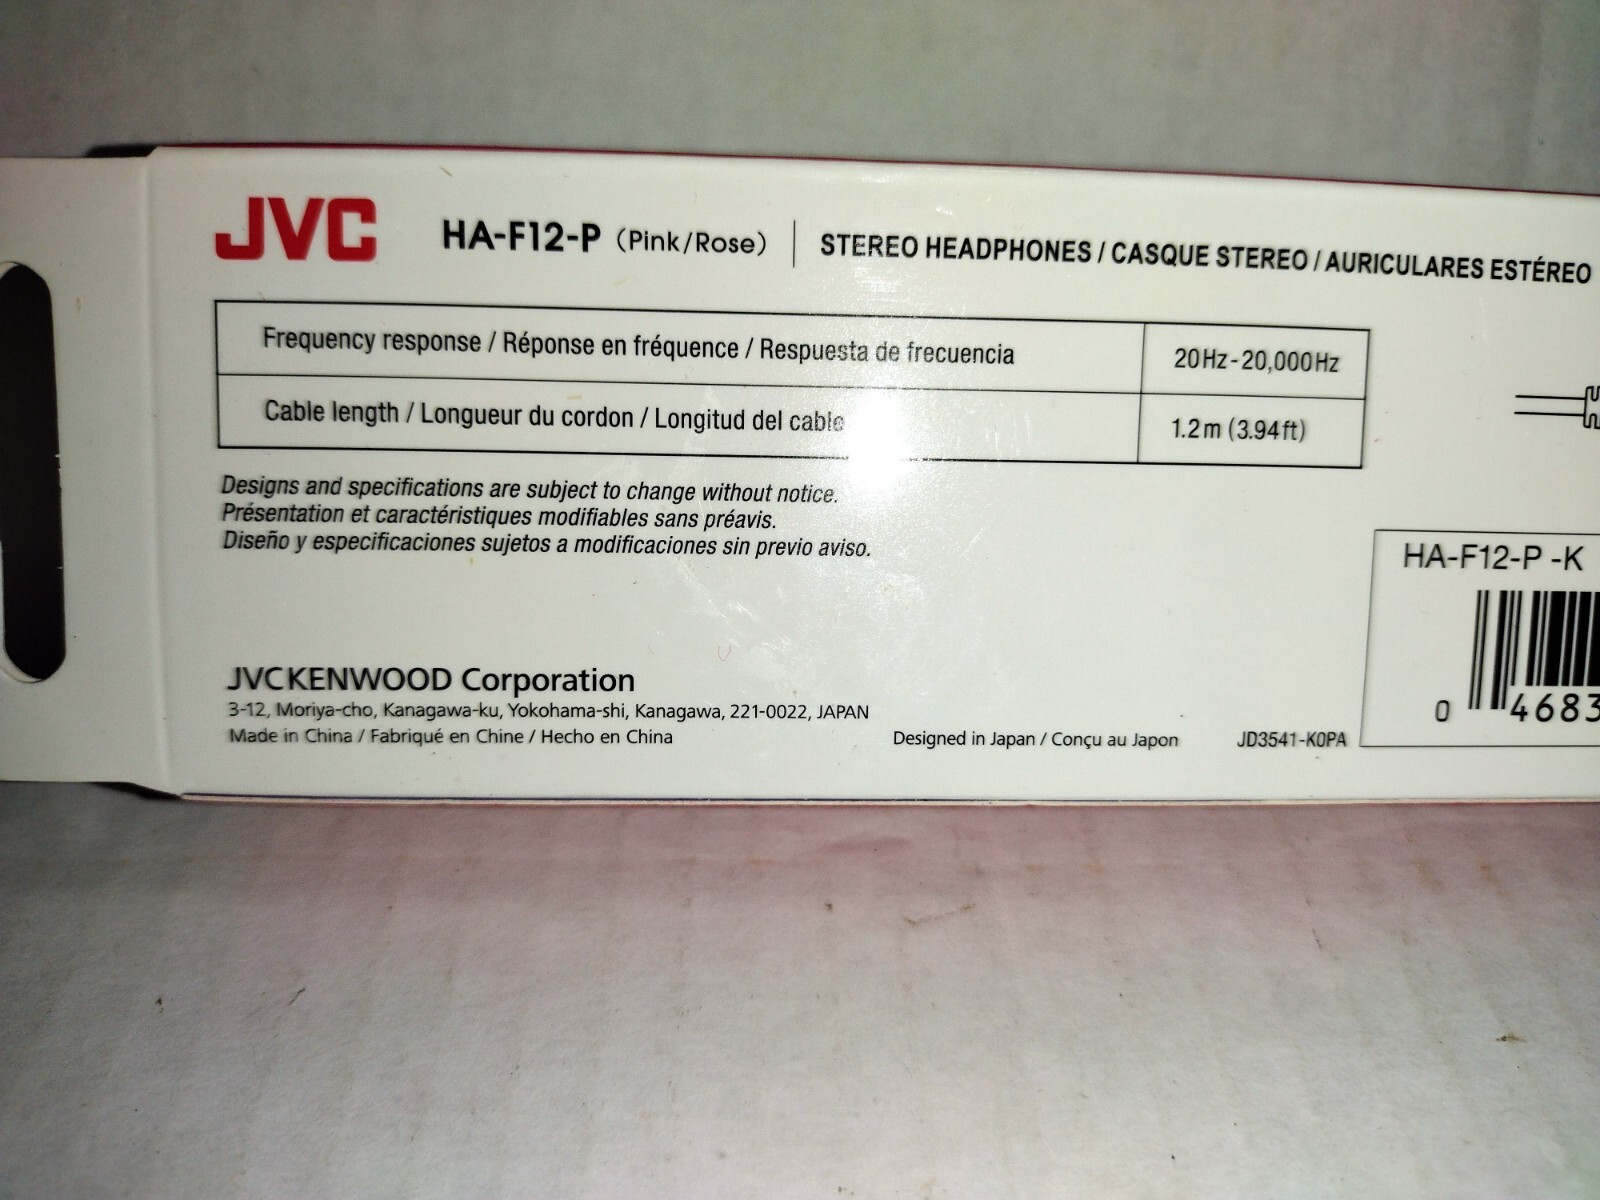 JVC HA-F12-P (Pink/Rose) STEREO HEADPHONES / CASQUE STEREO / AURICULARES ESTÉREO
Frequency response / Réponse en fréquence / Respuesta de frecuencia 20Hz-20,000Hz
Cable length / Longueur du cordon / Longitud del cable 1.2m (3.94ft)
Designs and specifications are subject to change without notice.
Présentation et caractéristiques modifiables sans préavis.
Diseño y especificaciones sujetos a modificaciones sin previo aviso.
HA-F12-P -K
0 4683
JVCKENWOOD Corporation
3-12, Moriya-cho, Kanagawa-ku, Yokohama-shi, Kanagawa, 221-0022, JAPAN
Made in China / Fabriqué en Chine / Hecho en China
Designed in Japan / Conçu au Japon
JD3541-K0PA